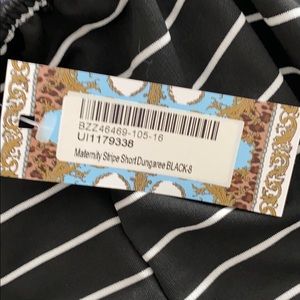 BZZ46469-105-16
UI1179338
Maternity Stripe Short Dungaree BLACK-8